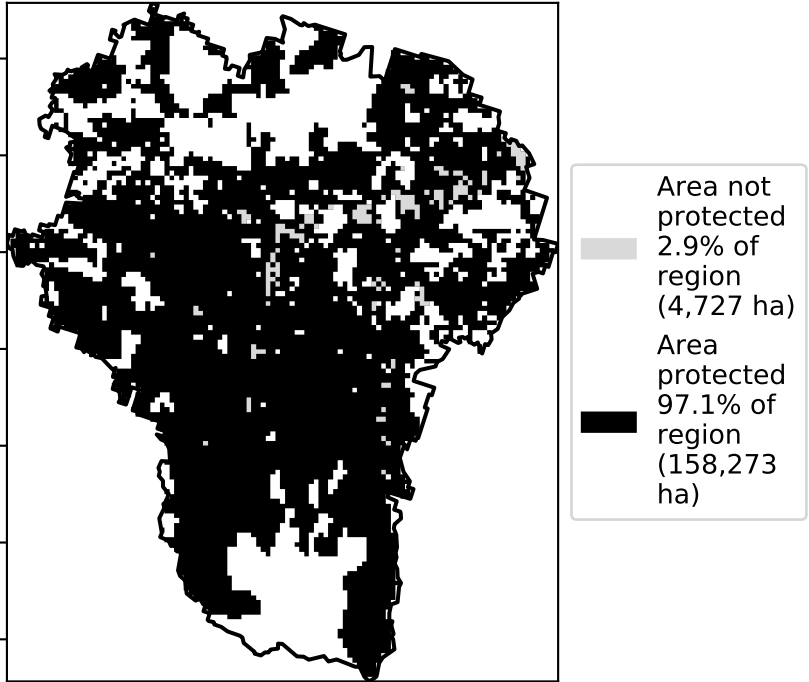 Area not
protected
2.9% of
region
(4,727 ha)
Area
protected
97.1% of
region
(158,273
ha)